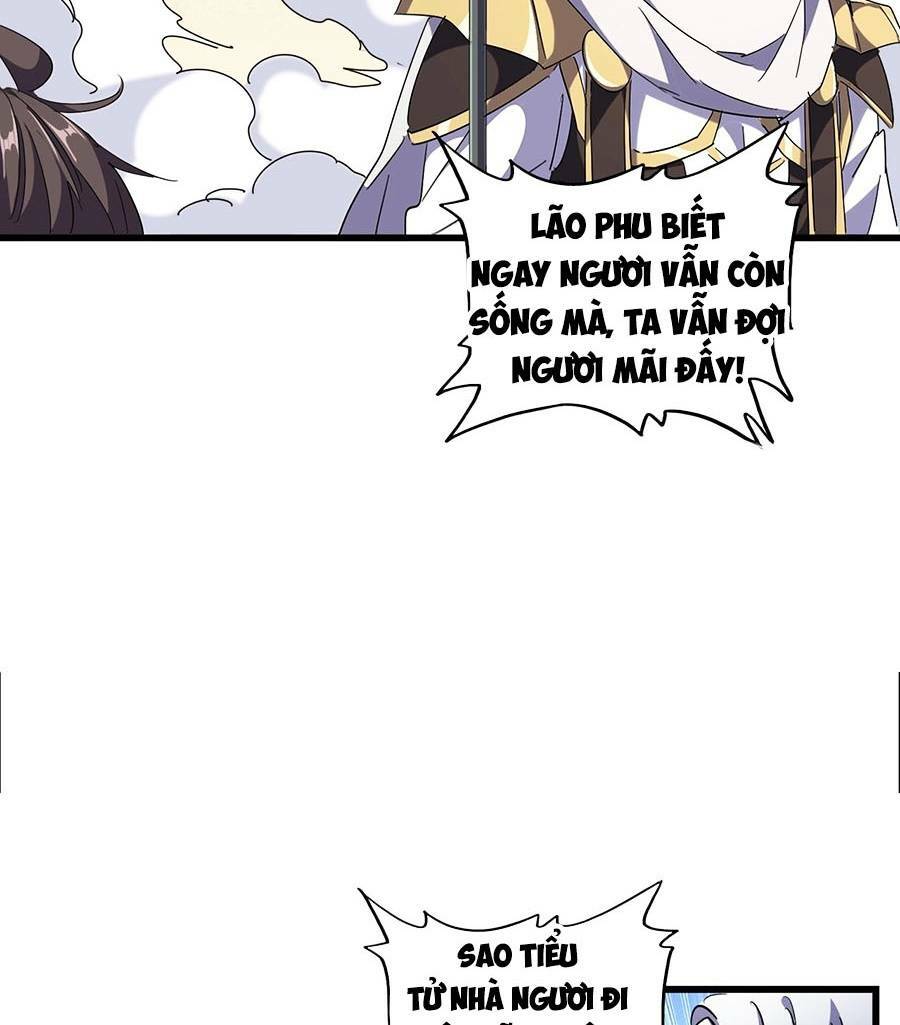 LÃO PHU BIẾT
NGAY NGƯƠI VẪN CÒN
SỐNG MÀ, TA VẪN ĐỢI
NGƯƠI MÃI ĐẤY!
SAO TIỂU
TỬ NHÀ NGƯƠI ĐI